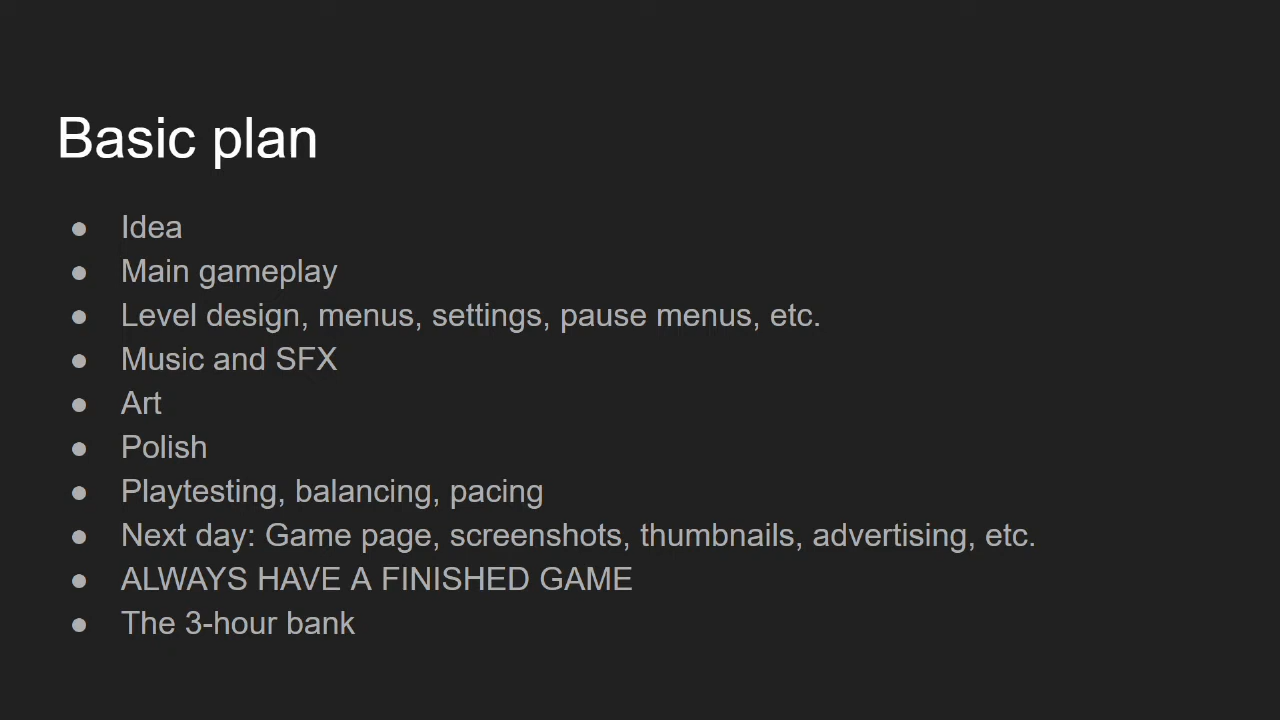 Basic plan
● Idea
● Main gameplay
● Level design, menus, settings, pause menus, etc.
● Music and SFX
● Art
● Polish
● Playtesting, balancing, pacing
● Next day: Game page, screenshots, thumbnails, advertising, etc.
● ALWAYS HAVE A FINISHED GAME
● The 3-hour bank